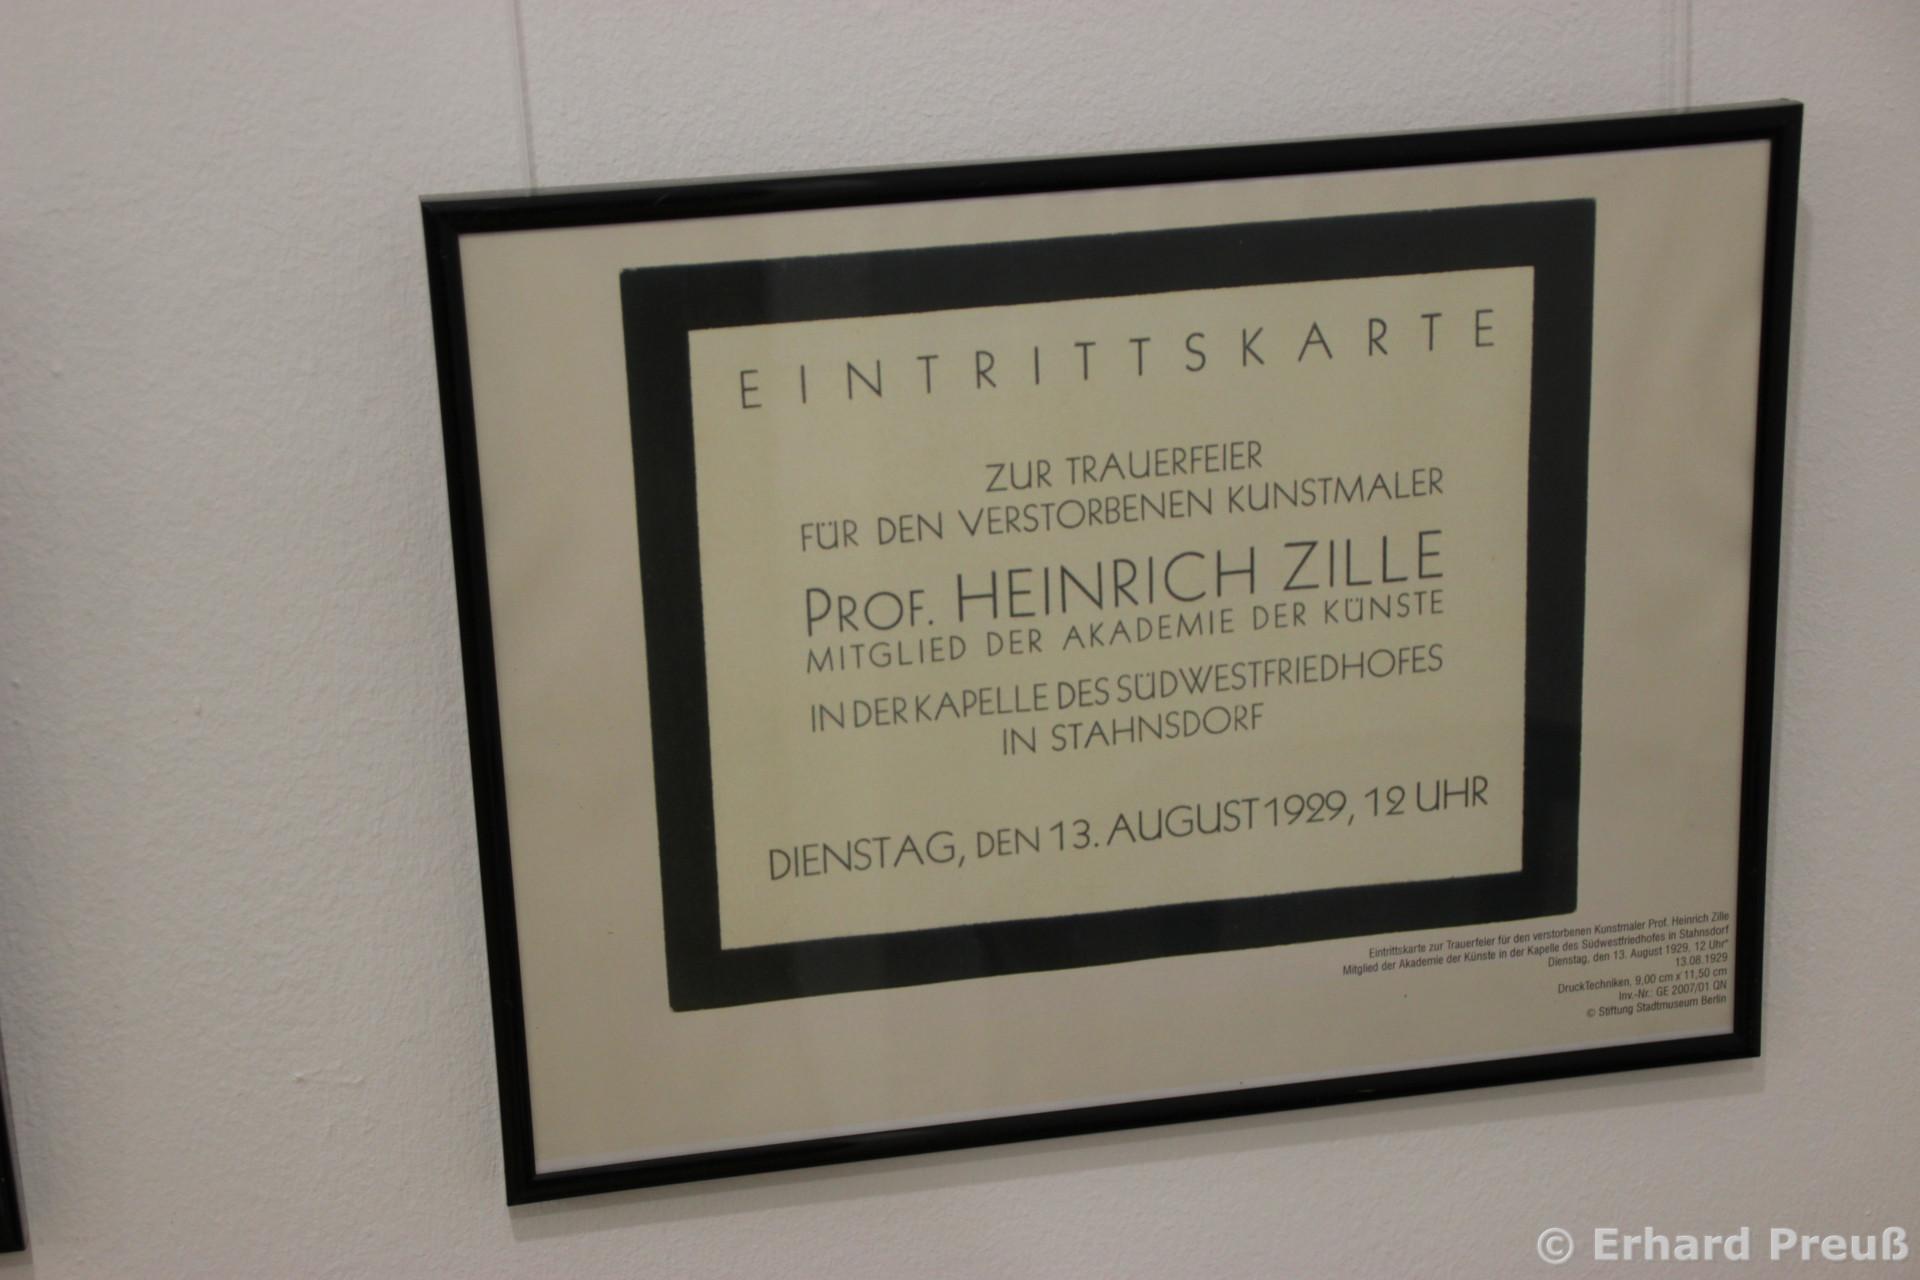 EINTRITTSKARTE
ZUR TRAUERFEIER
FÜR DEN VERSTORBENEN KUNSTMALER
PROF. HEINRICH ZILLE
MITGLIED DER AKADEMIE DER KÜNSTE
IN DER KAPELLE DES SÜDWESTFRIEDHOFES
IN STAHNSDORF
DIENSTAG, DEN 13. AUGUST 1929, 12 UHR
Eintrittskarte zur Trauerfeier für den verstorbenen Kunstmaler Prof. Heinrich Zille
Mitglied der Akademie der Künste in der Kapelle des Südwestfriedhofes in Stahnsdorf
Dienstag, den 13. August 1929, 12 Uhr"
13.08.1929
DruckTechniken, 9,00 cm x 11,50 cm
Inv.-Nr.: GE 2007/01 QN
© Stiftung Stadtmuseum Berlin
© Erhard Preuß